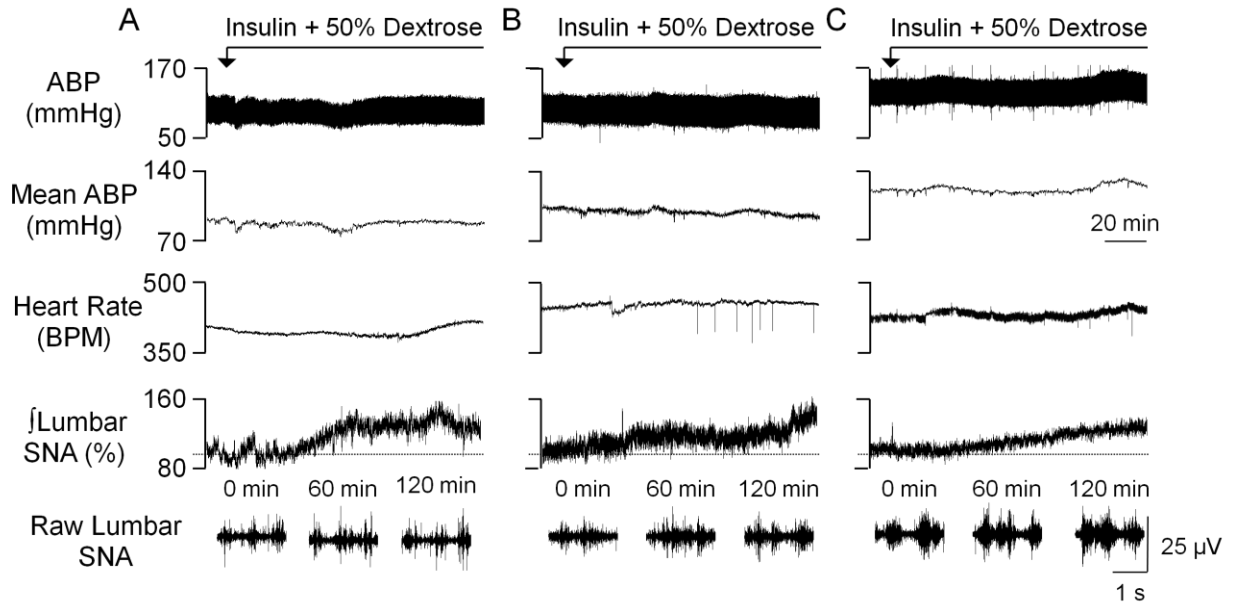 A B C
Insulin + 50% Dextrose Insulin + 50% Dextrose Insulin + 50% Dextrose
ABP
(mmHg)
170
50
Mean ABP
(mmHg)
140
70
20 min
Heart Rate
(BPM)
500
350
∫Lumbar
SNA (%)
160
80
0 min 60 min 120 min 0 min 60 min 120 min 0 min 60 min 120 min
Raw Lumbar
SNA
25 µV
1 s